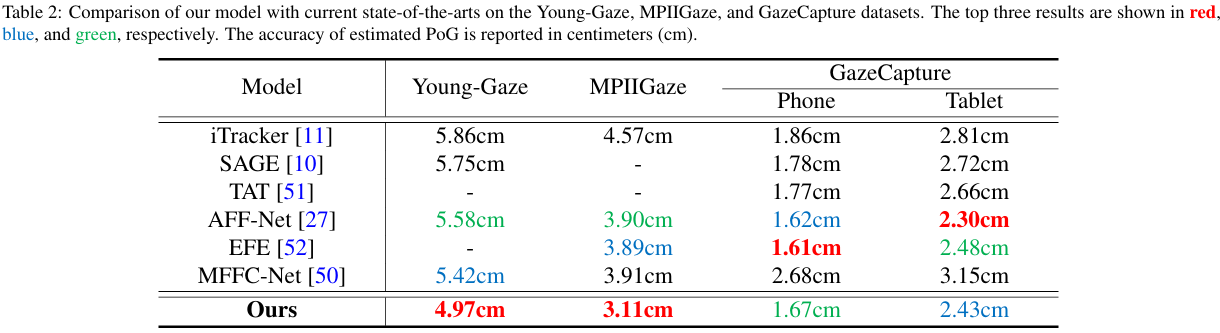 Table 2: Comparison of our model with current state-of-the-arts on the Young-Gaze, MPIIGaze, and GazeCapture datasets. The top three results are shown in red,
blue, and green, respectively. The accuracy of estimated PoG is reported in centimeters (cm).
Model Young-Gaze MPIIGaze GazeCapture
Phone Tablet
iTracker [11] 5.86cm 4.57cm 1.86cm 2.81cm
SAGE [10] 5.75cm - 1.78cm 2.72cm
TAT [51] - - 1.77cm 2.66cm
AFF-Net [27] 5.58cm 3.90cm 1.62cm 2.30cm
EFE [52] - 3.89cm 1.61cm 2.48cm
MFFC-Net [50] 5.42cm 3.91cm 2.68cm 3.15cm
Ours 4.97cm 3.11cm 1.67cm 2.43cm